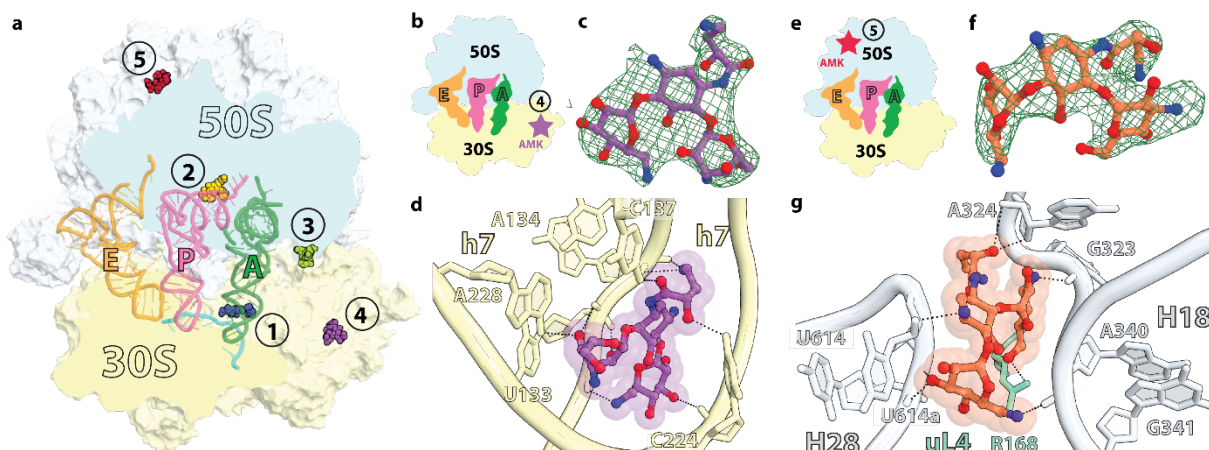 a
5
50S
2
3
E
P
A
4
1
30S
b
50S
E
P
A
4
AMK
30S
c
d
A134
C137
h7
h7
A228
U133
C224
e
5
50S
AMK
E
P
A
30S
f
g
A324
G323
H18
U614
A340
U614a
G341
H28
uL4
R168